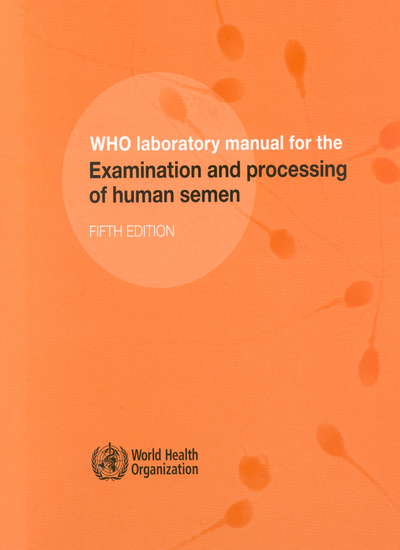 WHO laboratory manual for the
Examination and processing
of human semen
FIFTH EDITION
World Health
Organization